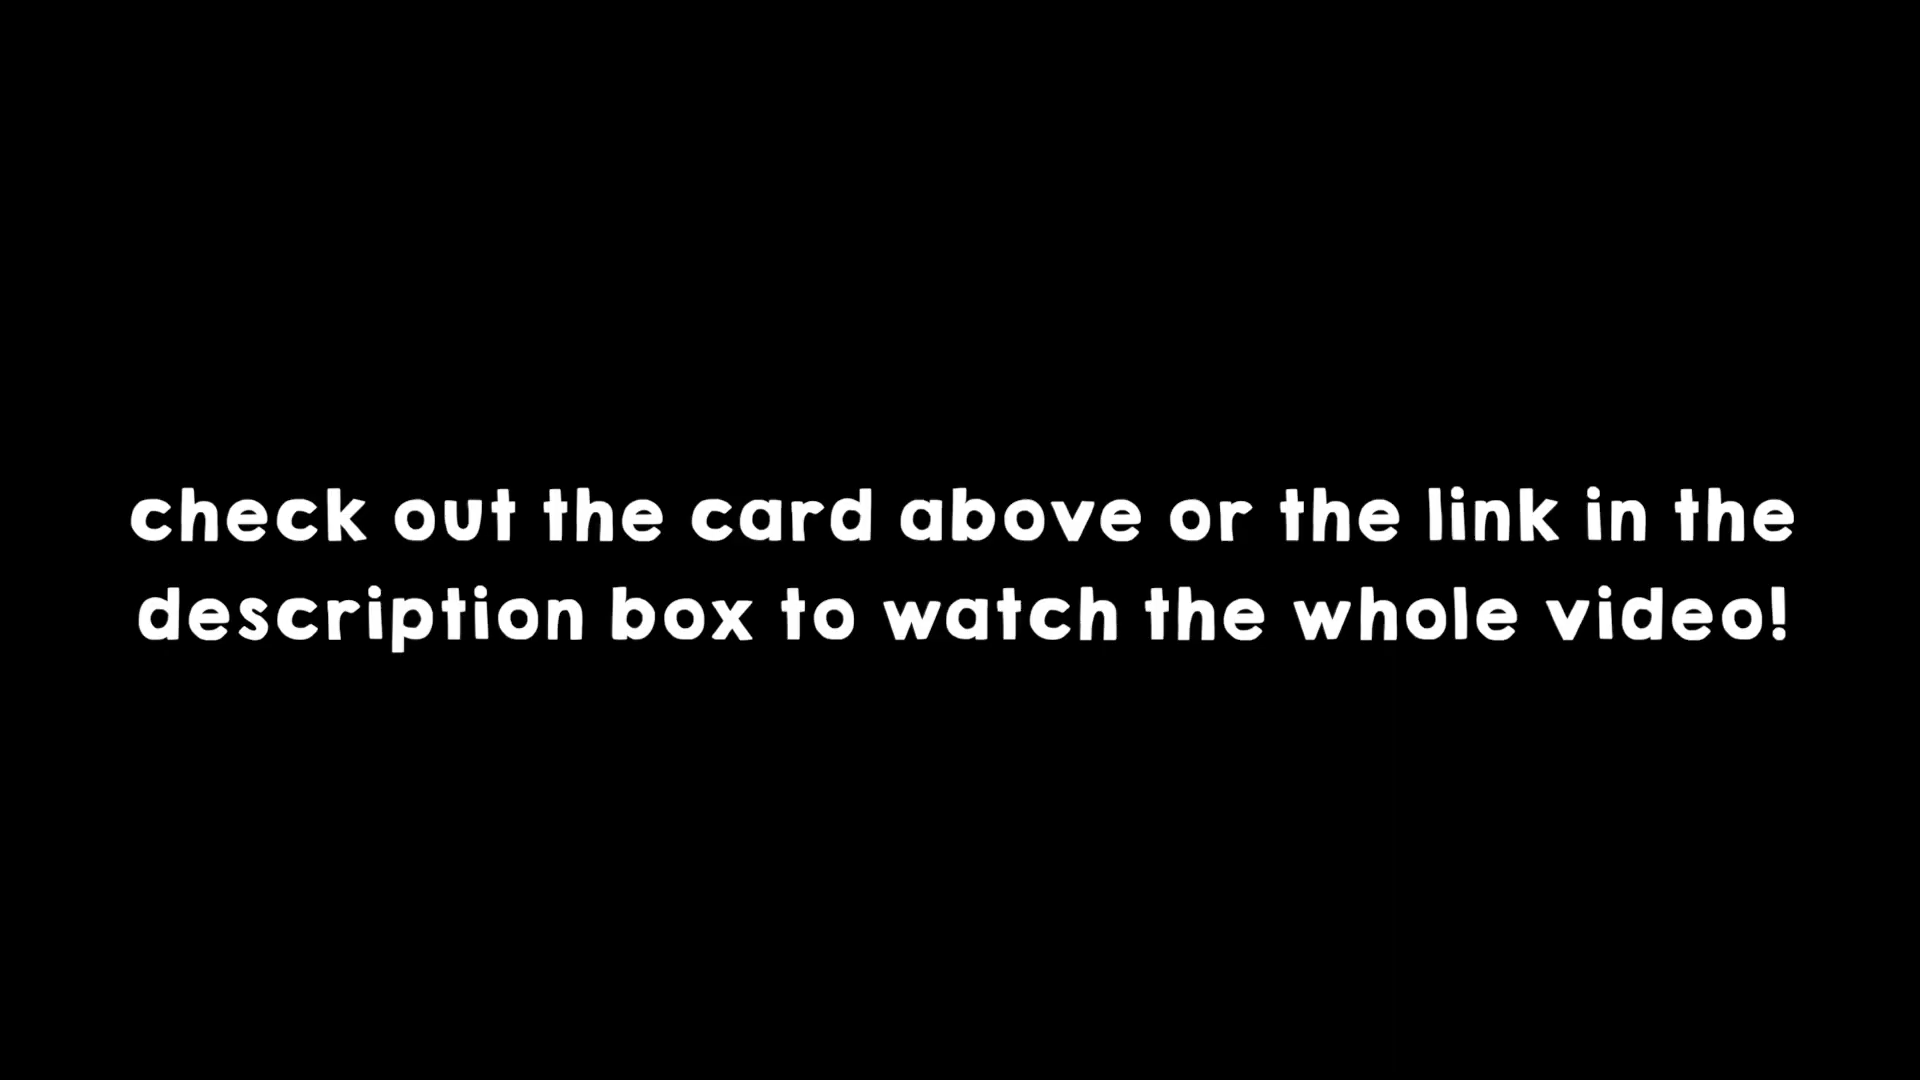 check out the card above or the link in the
description box to watch the whole video!